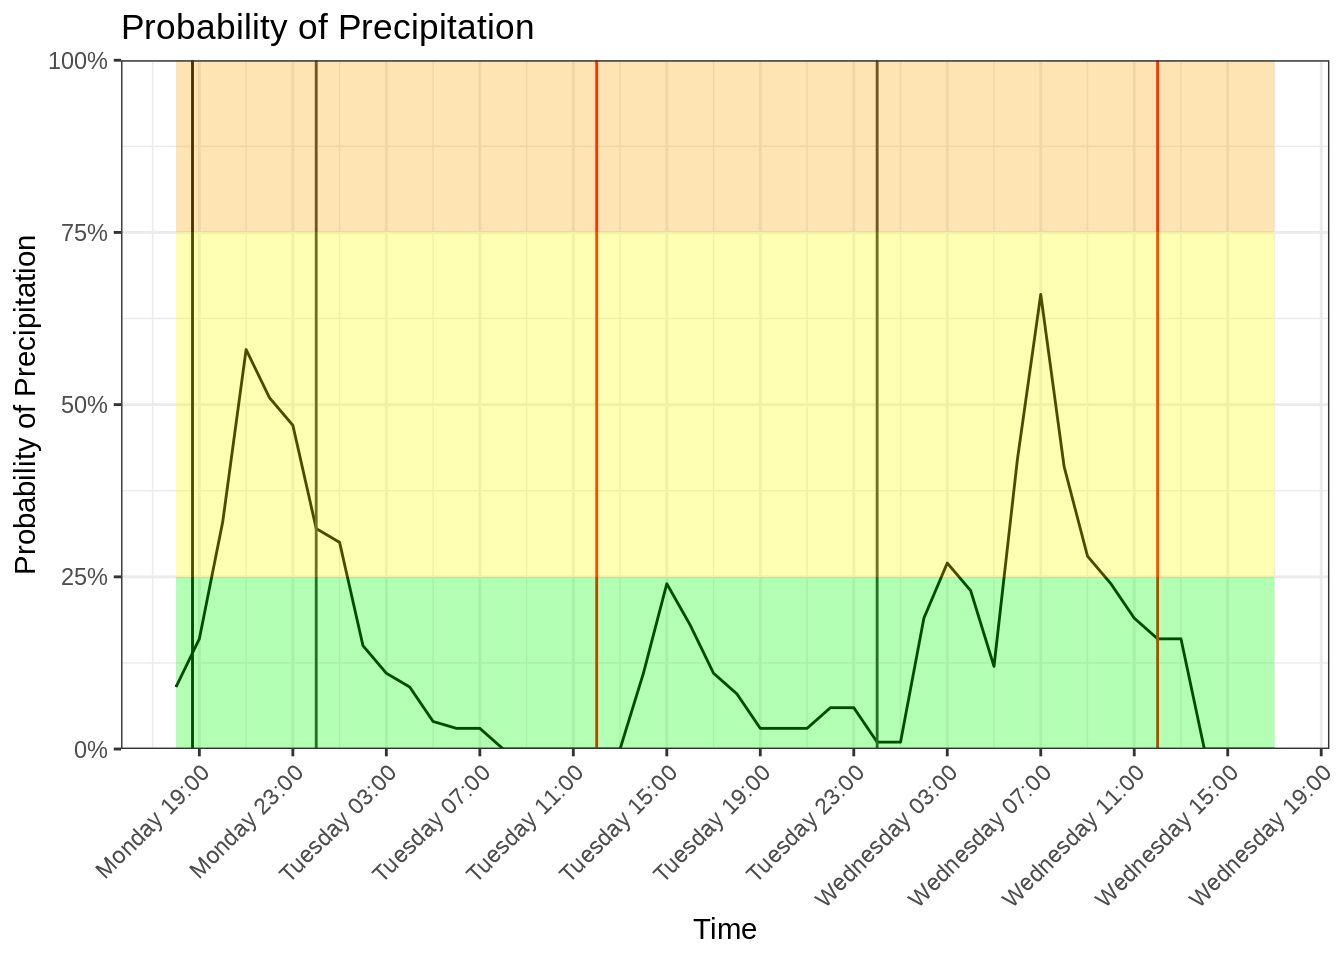 Probability of Precipitation
100%
75%
50%
25%
0%
Probability of Precipitation
Monday 19:00
Monday 23:00
Tuesday 03:00
Tuesday 07:00
Tuesday 11:00
Tuesday 15:00
Tuesday 19:00
Tuesday 23:00
Wednesday 03:00
Wednesday 07:00
Wednesday 11:00
Wednesday 15:00
Wednesday 19:00
Time